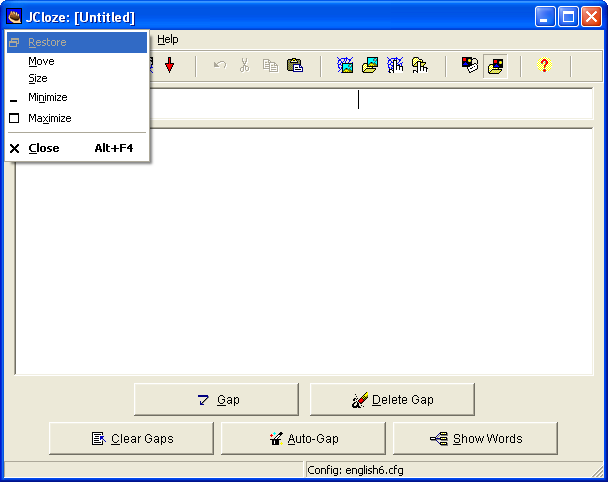 JCloze: [Untitled]
Help
Restore
Move
Size
Minimize
Maximize
Close Alt+F4
Gap
Delete Gap
Clear Gaps
Auto-Gap
Show Words
Config: english6.cfg